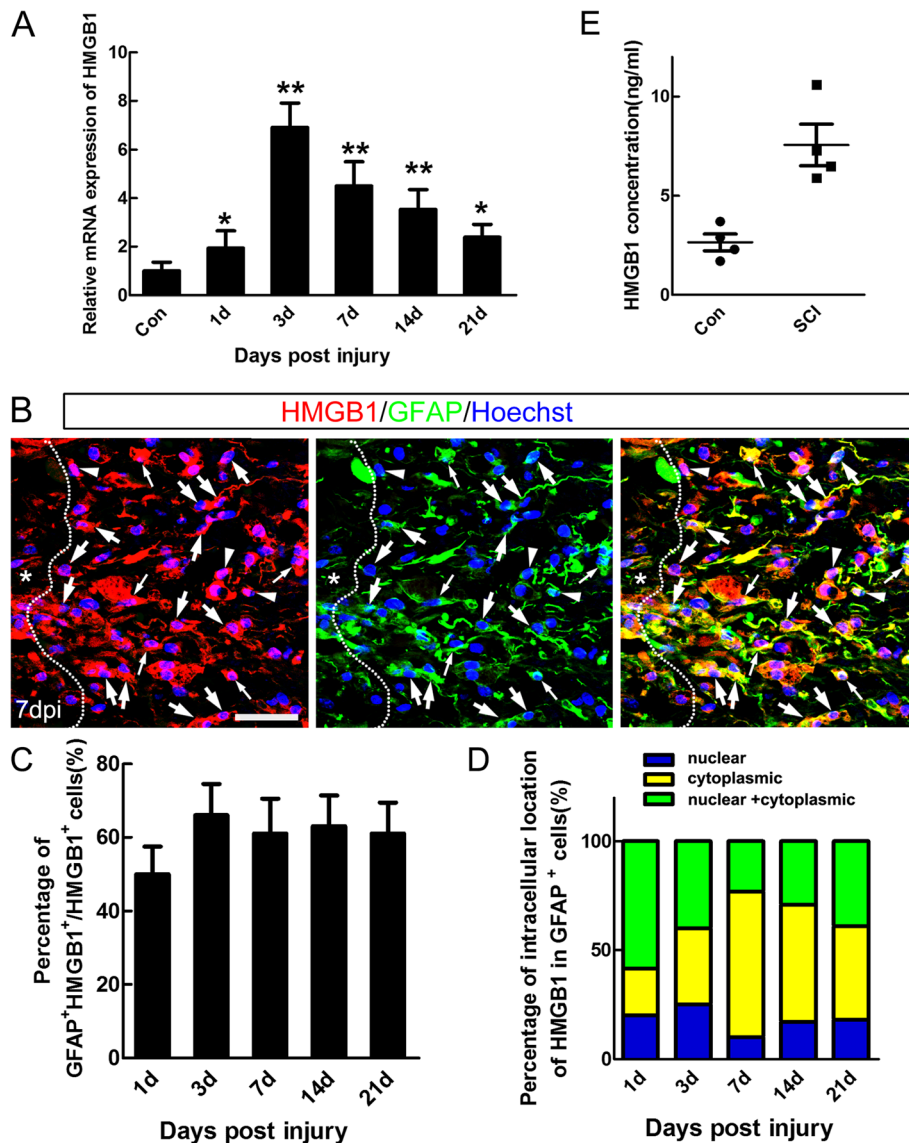 A
Relative mRNA expression of HMGB1
10
8
6
4
2
0
*
**
**
**
*
Con
1d
3d
7d
14d
21d
Days post injury
E
HMGB1 concentration(ng/ml)
10
5
0
Con
SCI
B
HMGB1/GFAP/Hoechst
*
*
*
7dpi
C
Percentage of
GFAP+HMGB1+/HMGB1+ cells(%)
80
60
40
20
0
1d
3d
7d
14d
21d
Days post injury
D
nuclear
cytoplasmic
nuclear +cytoplasmic
Percentage of intracellular location
of HMGB1 in GFAP + cells(%)
100
50
0
1d
3d
7d
14d
21d
Days post injury